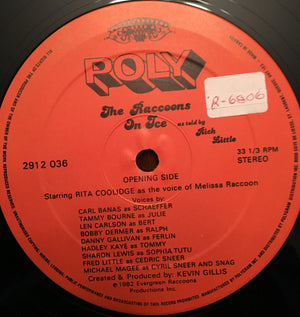 POLY
The Raccoons
On Ice as told by
Rich Little
R-6806
2912 036
33 1/3 RPM
STEREO
OPENING SIDE
Starring RITA COOLIDGE as the voice of Melissa Raccoon
Voices by:
CARL BANAS as SCHAEFFER
TAMMY BOURNE as JULIE
LEN CARLSON as BERT
BOBBY DERMER as RALPH
DANNY GALLIVAN as FERLIN
HADLEY KAYE as TOMMY
SHARON LEWIS as SOPHIA TUTU
FRED LITTLE as CEDRIC SNEER
MICHAEL MAGEE as CYRIL SNEER AND SNAG
Created & Produced by: KEVIN GILLIS
℗1982 Evergreen Raccoons
Productions Inc.